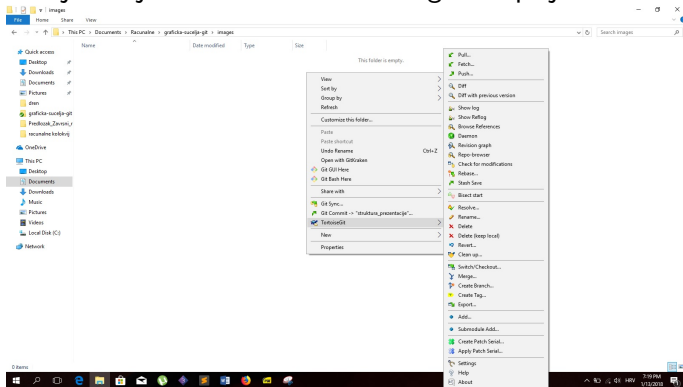 images
File Home Share View
This PC > Documents > Racunalne > graficka-sucelja-git > images
Search images
Name Date modified Type Size
This folder is empty.
Quick access
Desktop
Downloads
Documents
Pictures
dren
graficka-sucelja-git
Predlozak_Zavrsni_r
racunalne kolokvij
OneDrive
This PC
Desktop
Documents
Downloads
Music
Pictures
Videos
Local Disk (C:)
Network
View
Sort by
Group by
Refresh
Customize this folder...
Paste
Paste shortcut
Undo Rename Ctrl+Z
Open with GitKraken
Git GUI Here
Git Bash Here
Share with
Git Sync...
Git Commit -> "struktura_prezentacije"...
TortoiseGit
New
Properties
Pull...
Fetch...
Push...
Diff
Diff with previous version
Show log
Show Reflog
Browse References
Daemon
Revision graph
Repo-browser
Check for modifications
Rebase...
Stash Save
Bisect start
Resolve...
Rename...
Delete
Delete (keep local)
Revert...
Clean up...
Switch/Checkout...
Merge...
Create Branch...
Create Tag...
Export...
Add...
Submodule Add...
Create Patch Serial...
Apply Patch Serial...
Settings
Help
About
0 items
HRV
7:19 PM
1/13/2018